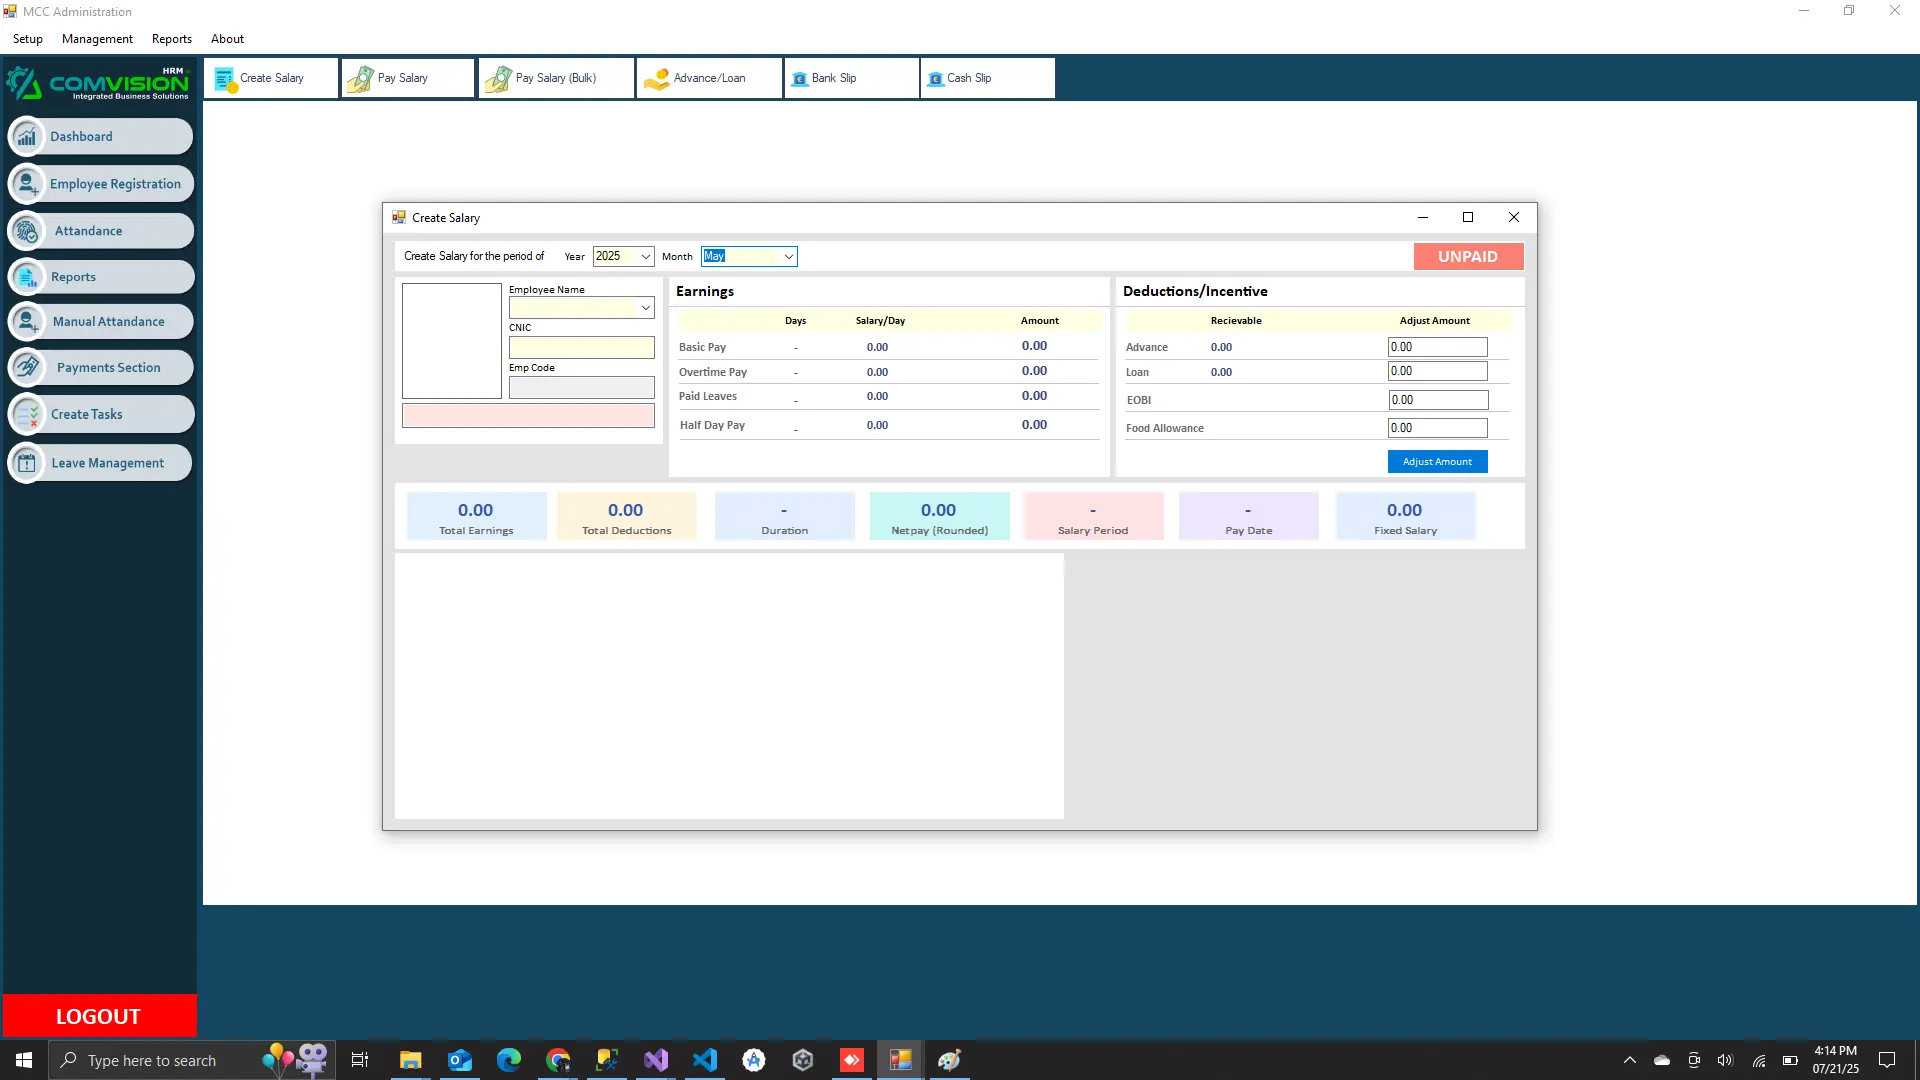 MCC Administration
Setup Management Reports About
HRM
COMVISION
Integrated Business Solutions
Create Salary Pay Salary Pay Salary (Bulk) Advance/Loan Bank Slip Cash Slip
Dashboard
Employee Registration
Attandance
Reports
Manual Attandance
Payments Section
Create Tasks
Leave Management
LOGOUT
Create Salary
Create Salary for the period of Year 2025 Month May UNPAID
Employee Name
CNIC
Emp Code
Earnings
Days Salary/Day Amount
Basic Pay - 0.00 0.00
Overtime Pay - 0.00 0.00
Paid Leaves - 0.00 0.00
Half Day Pay - 0.00 0.00
Deductions/Incentive
Recievable Adjust Amount
Advance 0.00 0.00
Loan 0.00 0.00
EOBI 0.00
Food Allowance 0.00
Adjust Amount
0.00 0.00 - 0.00 - - 0.00
Total Earnings Total Deductions Duration Netpay (Rounded) Salary Period Pay Date Fixed Salary
Type here to search
4:14 PM
07/21/25